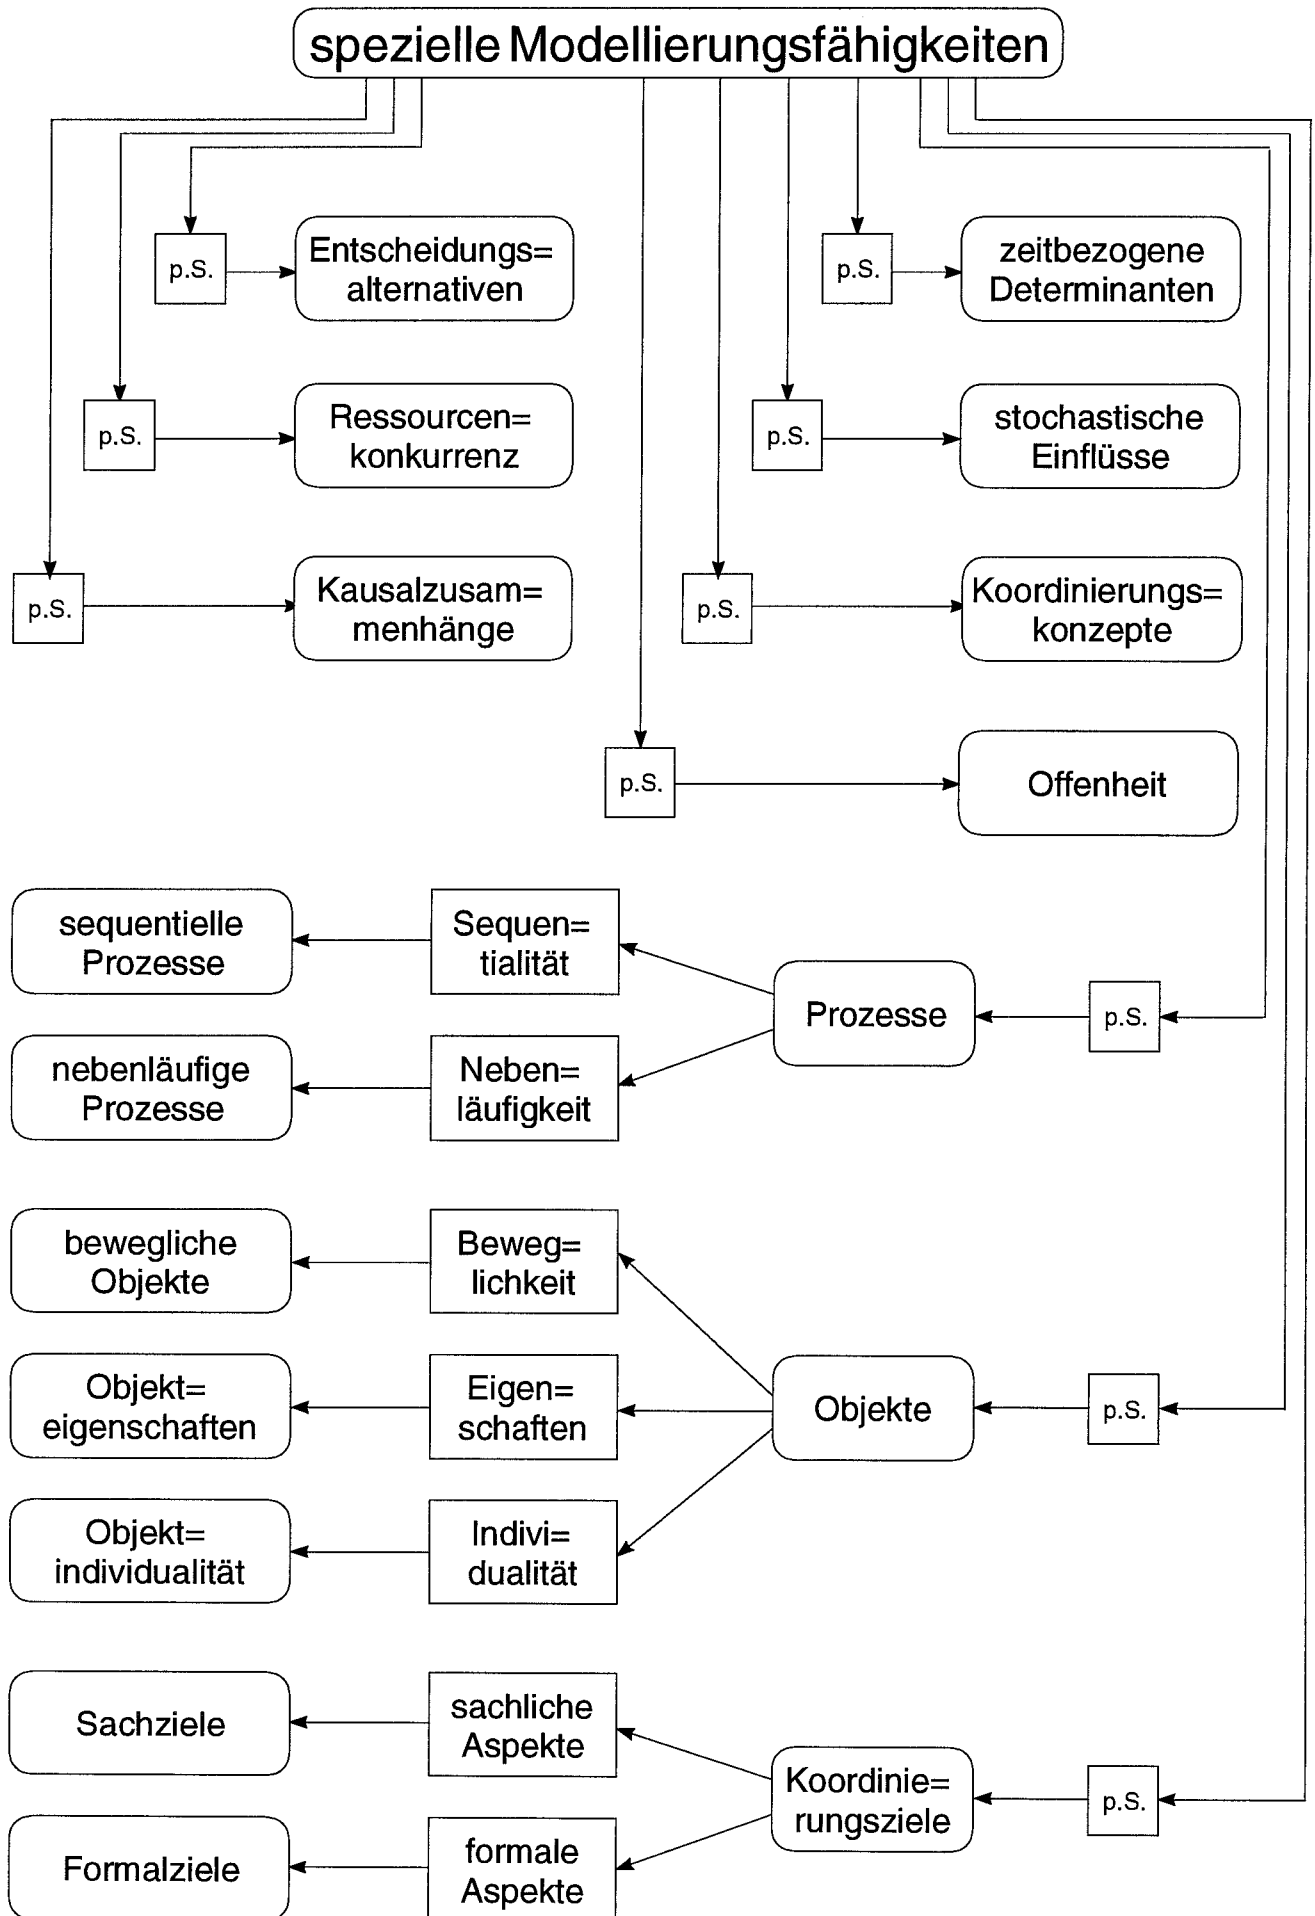 spezielle Modellierungsfähigkeiten
p.S.
Entscheidungs=
alternativen
p.S.
zeitbezogene
Determinanten
p.S.
Ressourcen=
konkurrenz
p.S.
stochastische
Einflüsse
p.S.
Kausalzusam=
menhänge
p.S.
Koordinierungs=
konzepte
p.S.
Offenheit
sequentielle
Prozesse
Sequen=
tialität
Prozesse
p.S.
nebenläufige
Prozesse
Neben=
läufigkeit
bewegliche
Objekte
Beweg=
lichkeit
Objekt=
eigenschaften
Eigen=
schaften
Objekte
p.S.
Objekt=
individualität
Indivi=
dualität
Sachziele
sachliche
Aspekte
Koordinie=
rungsziele
p.S.
Formalziele
formale
Aspekte